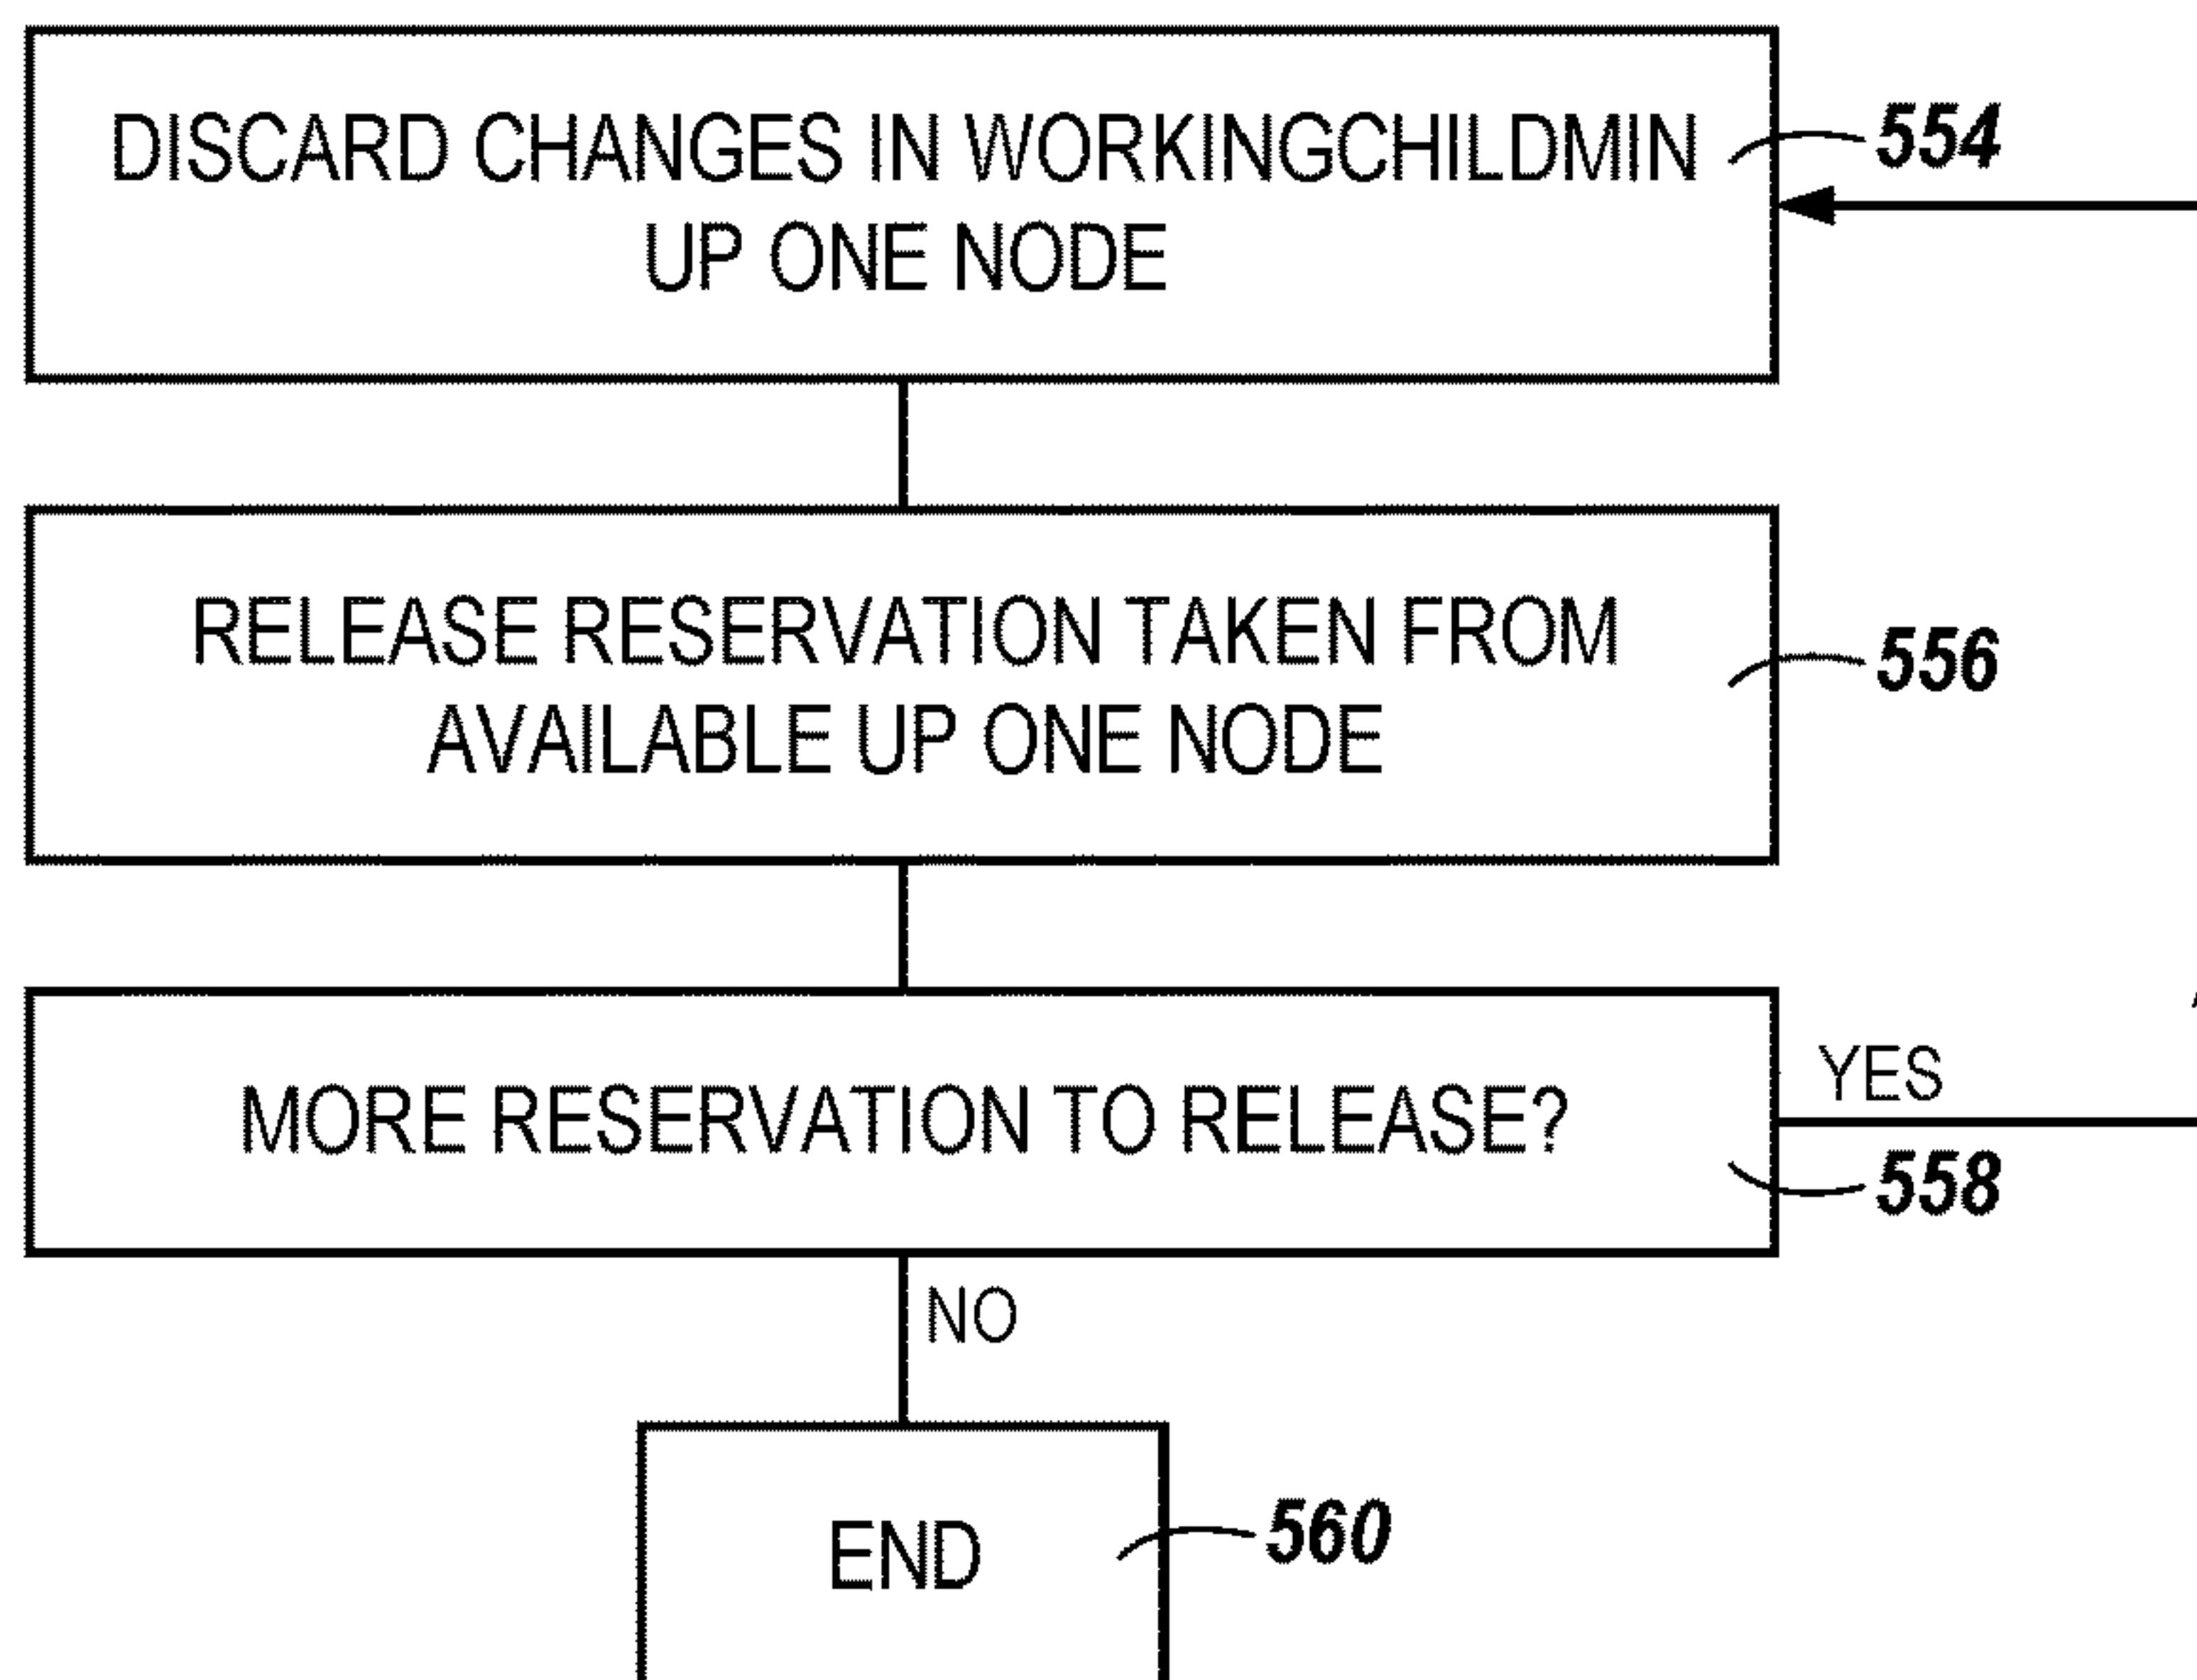 DISCARD CHANGES IN WORKINGCHILDMIN
UP ONE NODE
554
RELEASE RESERVATION TAKEN FROM
AVAILABLE UP ONE NODE
556
MORE RESERVATION TO RELEASE?
YES
558
NO
END
560